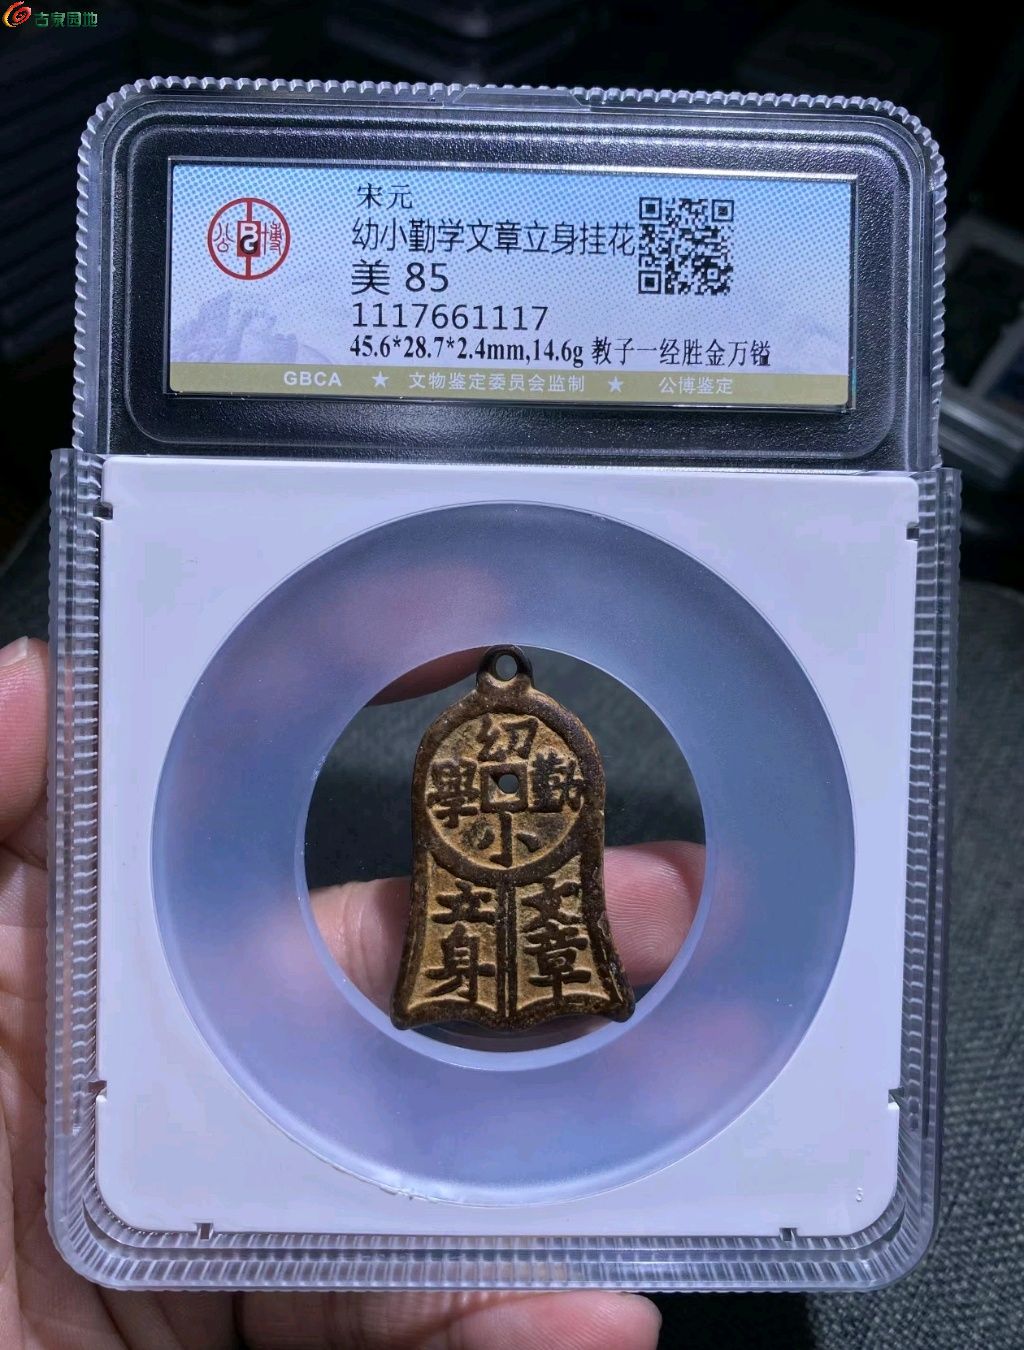 古泉园地
宋元
幼小勤学文章立身挂花
美 85
1117661117
45.6*28.7*2.4mm,14.6g 教子一经胜金万镒
GBCA ★ 文物鉴定委员会监制 ★ 公博鉴定
公博
BG
幼小勤學
文章
立身